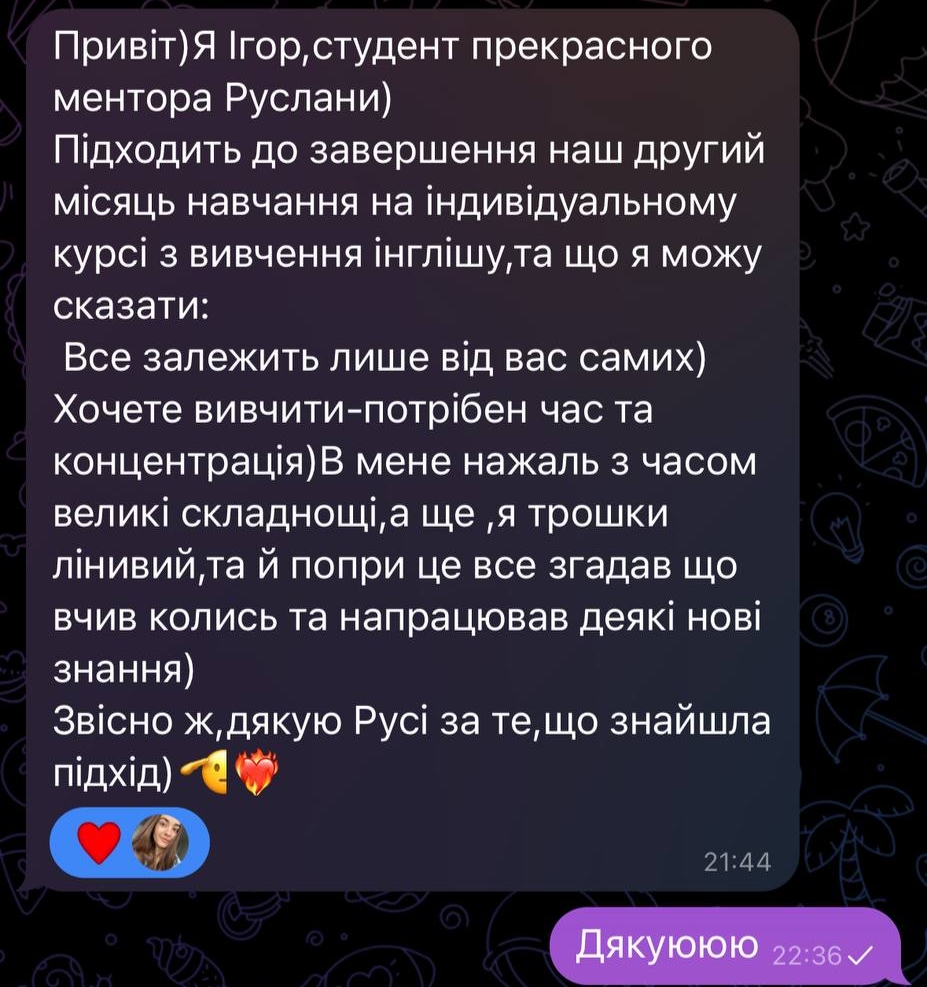 Привіт)Я Ігор,студент прекрасного
ментора Руслани)
Підходить до завершення наш другий
місяць навчання на індивідуальному
курсі з вивчення інглішу,та що я можу
сказати:
Все залежить лише від вас самих)
Хочете вивчити-потрібен час та
концентрація)В мене нажаль з часом
великі складнощі,а ще ,я трошки
лінивий,та й попри це все згадав що
вчив колись та напрацював деякі нові
знання)
Звісно ж,дякую Русі за те,що знайшла
підхід)🫡❤️‍🔥
21:44
Дякуююю 22:36